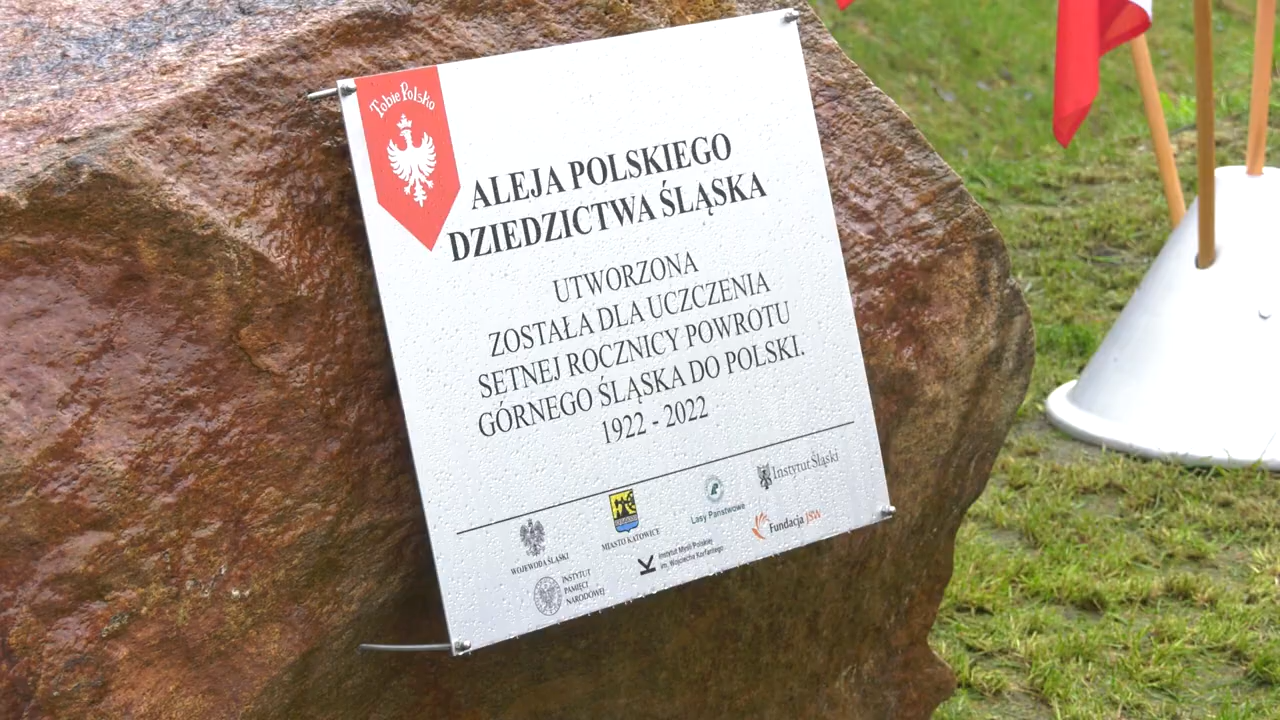 Tobie Polsko
ALEJA POLSKIEGO
DZIEDZICTWA ŚLĄSKA
UTWORZONA
ZOSTAŁA DLA UCZCZENIA
SETNEJ ROCZNICY POWROTU
GÓRNEGO ŚLĄSKA DO POLSKI.
1922 - 2022
WOJEWODA ŚLĄSKI
MIASTO KATOWICE
Lasy Państwowe
Instytut Śląski
INSTYTUT
PAMIĘCI
NARODOWEJ
Instytut Myśli Polskiej
im. Wojciecha Korfantego
Fundacja JSW